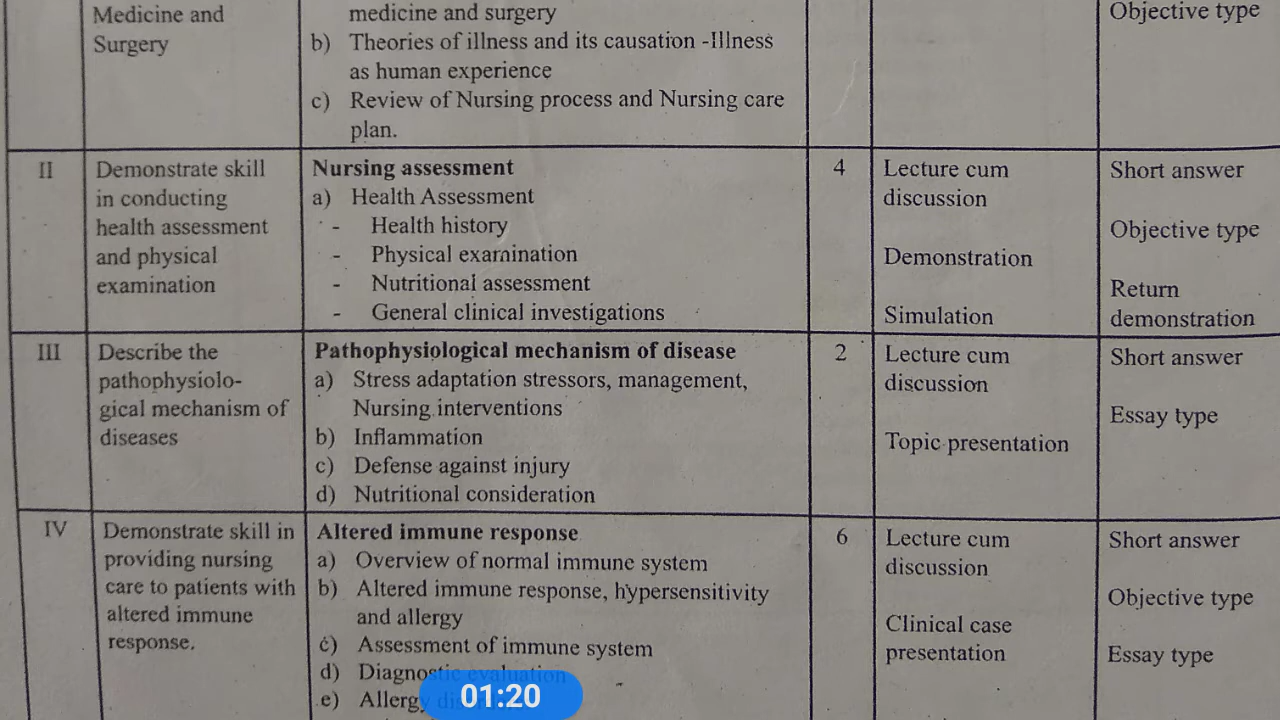 Medicine and
Surgery
medicine and surgery
b) Theories of illness and its causation -Illness
as human experience
c) Review of Nursing process and Nursing care
plan.
Objective type
II
Demonstrate skill
in conducting
health assessment
and physical
examination
Nursing assessment
a) Health Assessment
- Health history
- Physical examination
- Nutritional assessment
- General clinical investigations
4
Lecture cum
discussion
Demonstration
Simulation
Short answer
Objective type
Return
demonstration
III
Describe the
pathophysiolo-
gical mechanism of
diseases
Pathophysiological mechanism of disease
a) Stress adaptation stressors, management,
Nursing interventions
b) Inflammation
c) Defense against injury
d) Nutritional consideration
2
Lecture cum
discussion
Topic presentation
Short answer
Essay type
IV
Demonstrate skill in
providing nursing
care to patients with
altered immune
response.
Altered immune response
a) Overview of normal immune system
b) Altered immune response, hypersensitivity
and allergy
c) Assessment of immune system
d) Diagnostic evaluation
e) Allergy
6
Lecture cum
discussion
Clinical case
presentation
Short answer
Objective type
Essay type
01:20